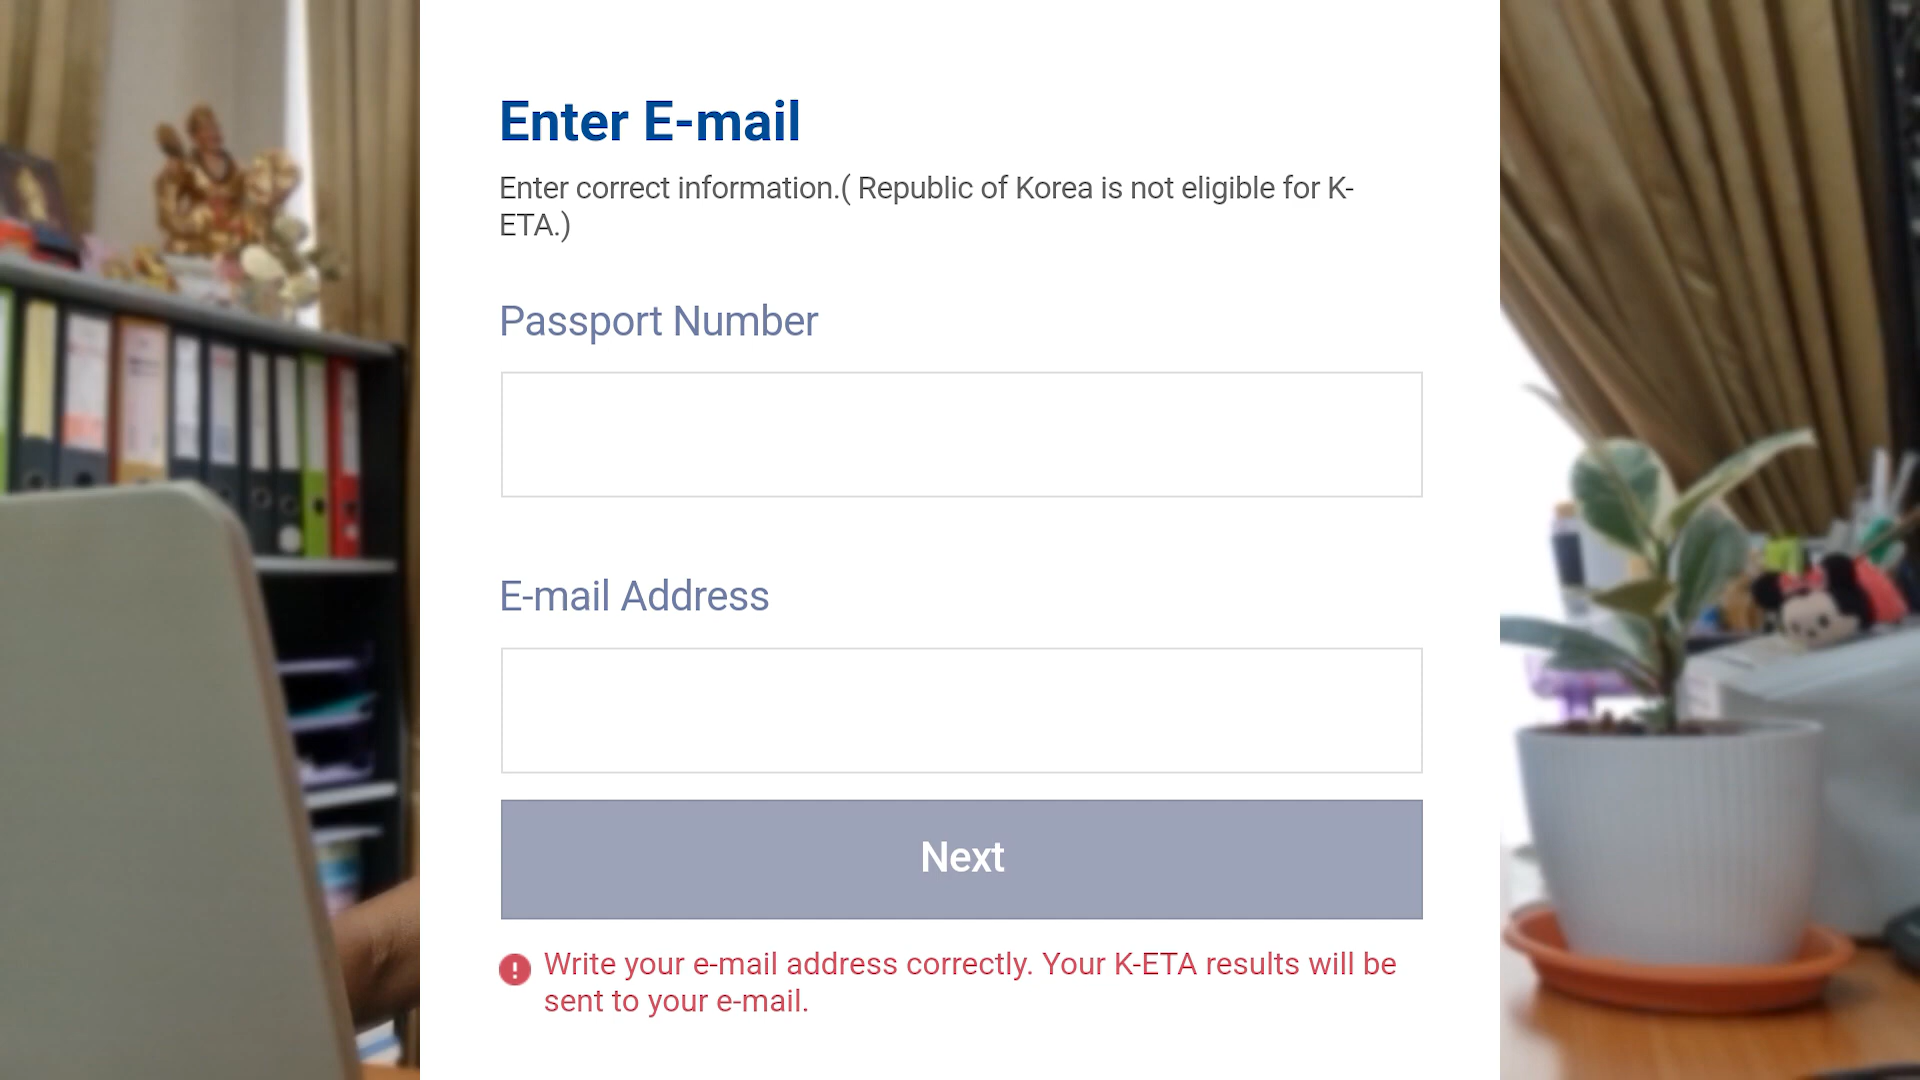 Enter E-mail
Enter correct information.( Republic of Korea is not eligible for K-
ETA.)
Passport Number
E-mail Address
Next
Write your e-mail address correctly. Your K-ETA results will be
sent to your e-mail.